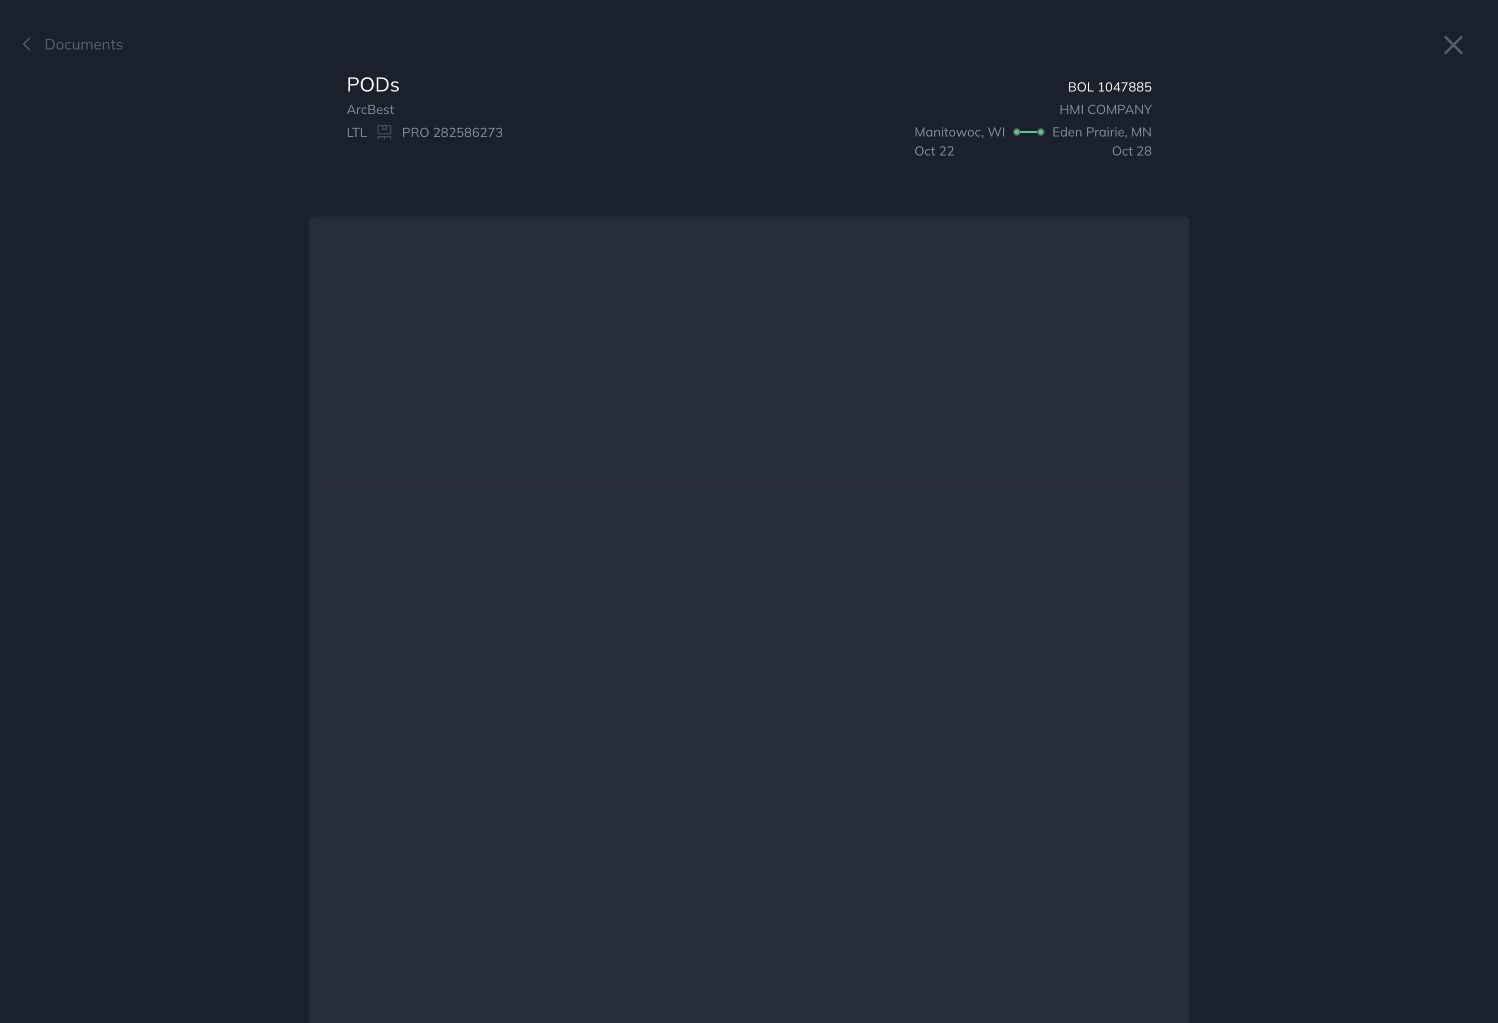 Documents
PODs
ArcBest
LTL PRO 282586273
BOL 1047885
HMI COMPANY
Manitowoc, WI Eden Prairie, MN
Oct 22 Oct 28